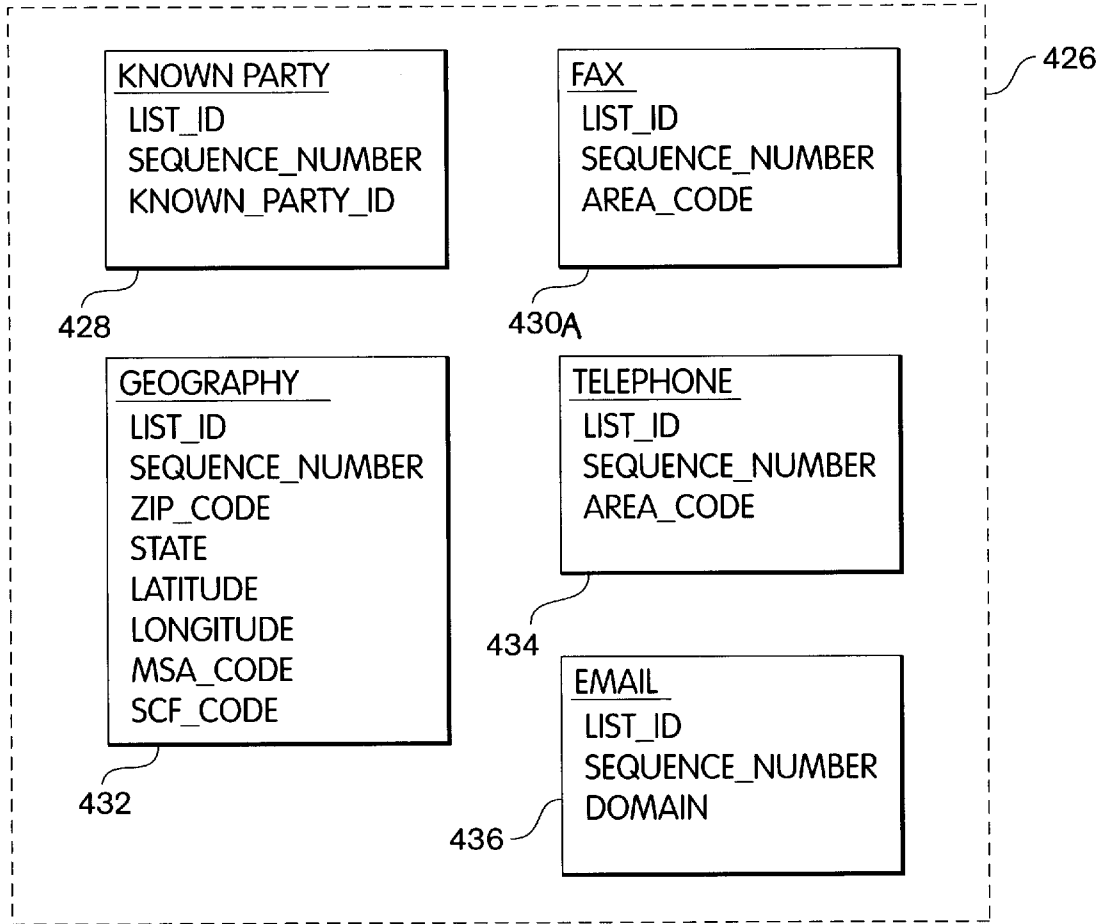 426
KNOWN PARTY
LIST_ID
SEQUENCE_NUMBER
KNOWN_PARTY_ID
428
FAX
LIST_ID
SEQUENCE_NUMBER
AREA_CODE
430A
GEOGRAPHY
LIST_ID
SEQUENCE_NUMBER
ZIP_CODE
STATE
LATITUDE
LONGITUDE
MSA_CODE
SCF_CODE
432
TELEPHONE
LIST_ID
SEQUENCE_NUMBER
AREA_CODE
434
EMAIL
LIST_ID
SEQUENCE_NUMBER
DOMAIN
436